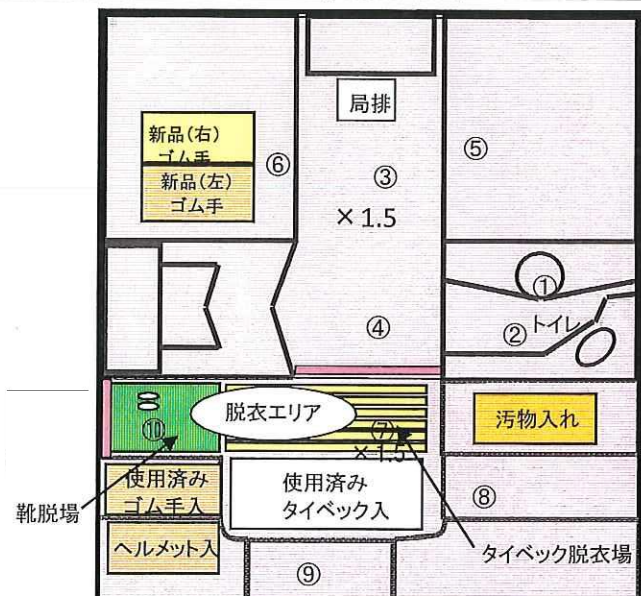 局排
新品(右)
ゴム手
新品(左)
ゴム手
⑥
③
⑤
×1.5
①
④
②
トイレ
⑩
脱衣エリア
⑦
×1.5
汚物入れ
使用済み
ゴム手入
使用済み
タイベック入
⑧
靴脱場
ヘルメット入
タイベック脱衣場
⑨